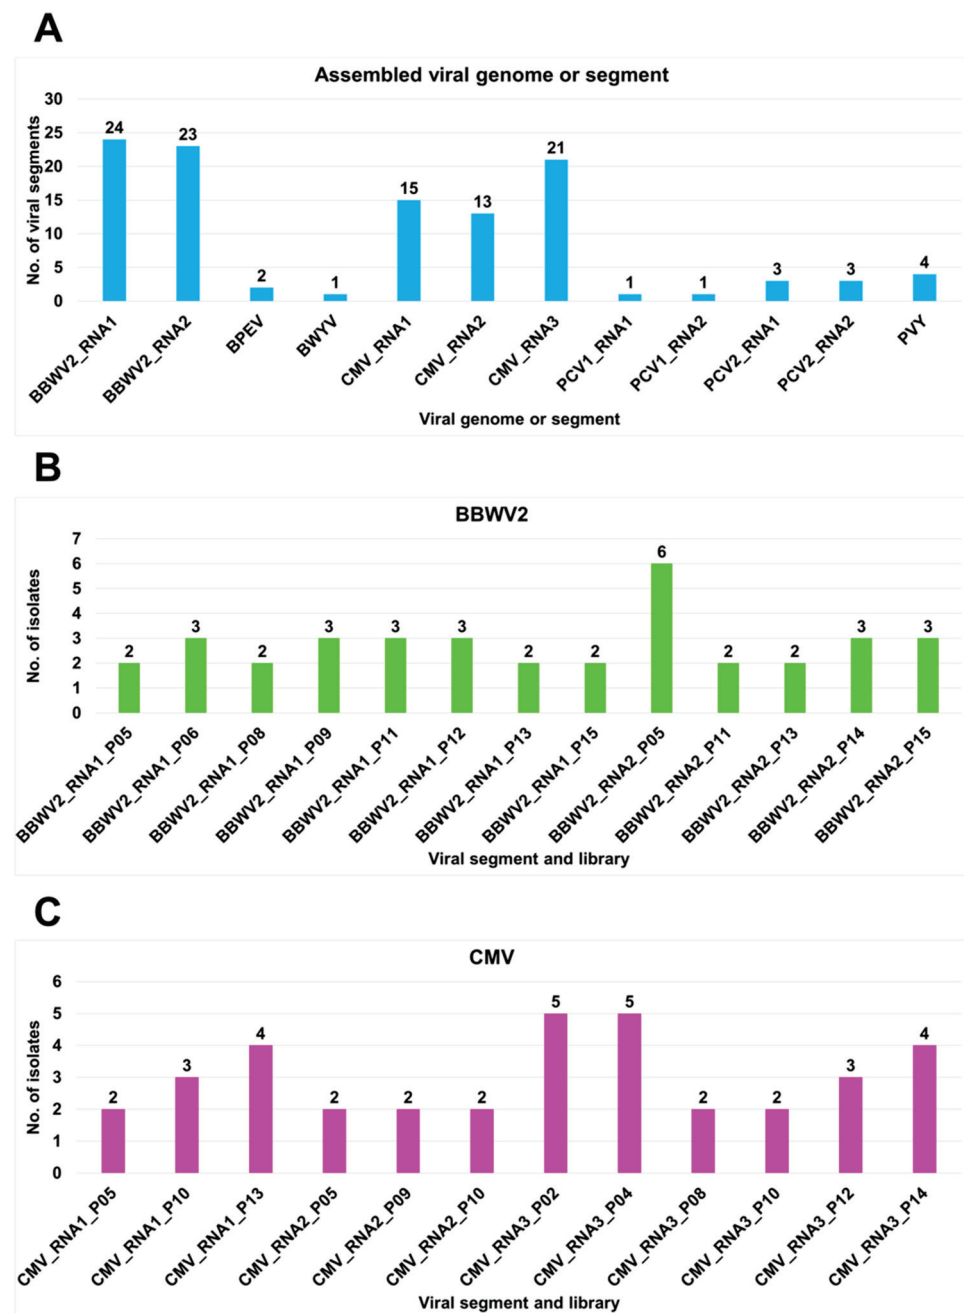 A
Assembled viral genome or segment
No. of viral segments
30
25
20
15
10
5
0
24
23
2
1
15
13
21
1
1
3
3
4
BBWV2_RNA1
BBWV2_RNA2
BPEV
BWYV
CMV_RNA1
CMV_RNA2
CMV_RNA3
PCV1_RNA1
PCV1_RNA2
PCV2_RNA1
PCV2_RNA2
PVY
Viral genome or segment
B
BBWV2
No. of isolates
7
6
5
4
3
2
1
0
2
3
2
3
3
3
2
2
6
2
2
3
3
BBWV2_RNA1_P05
BBWV2_RNA1_P06
BBWV2_RNA1_P08
BBWV2_RNA1_P09
BBWV2_RNA1_P11
BBWV2_RNA1_P12
BBWV2_RNA1_P13
BBWV2_RNA1_P15
BBWV2_RNA2_P05
BBWV2_RNA2_P11
BBWV2_RNA2_P13
BBWV2_RNA2_P14
BBWV2_RNA2_P15
Viral segment and library
C
CMV
No. of isolates
6
5
4
3
2
1
0
2
3
4
2
2
2
5
5
2
2
3
4
CMV_RNA1_P05
CMV_RNA1_P10
CMV_RNA1_P13
CMV_RNA2_P05
CMV_RNA2_P09
CMV_RNA2_P10
CMV_RNA3_P02
CMV_RNA3_P04
CMV_RNA3_P08
CMV_RNA3_P10
CMV_RNA3_P12
CMV_RNA3_P14
Viral segment and library